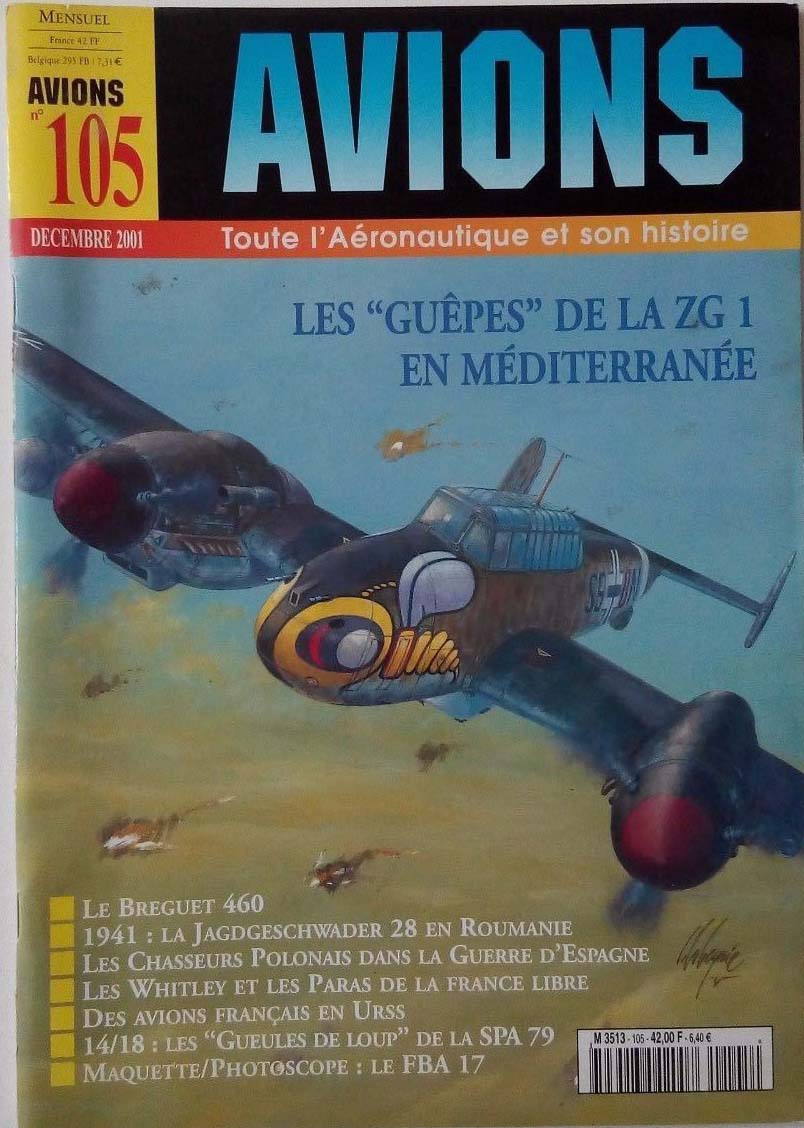 MENSUEL
France 42 FF
Belgique 295 FB | 7,31 €
AVIONS
n° 105
DECEMBRE 2001
AVIONS
Toute l'Aéronautique et son histoire
LES "GUÊPES" DE LA ZG 1
EN MÉDITERRANÉE
S9
LE BREGUET 460
1941 : LA JAGDGESCHWADER 28 EN ROUMANIE
LES CHASSEURS POLONAIS DANS LA GUERRE D'ESPAGNE
LES WHITLEY ET LES PARAS DE LA FRANCE LIBRE
DES AVIONS FRANÇAIS EN URSS
14/18 : LES "GUEULES DE LOUP" DE LA SPA 79
MAQUETTE/PHOTOSCOPE : LE FBA 17
M 3513 - 105 - 42,00 F - 6,40 €